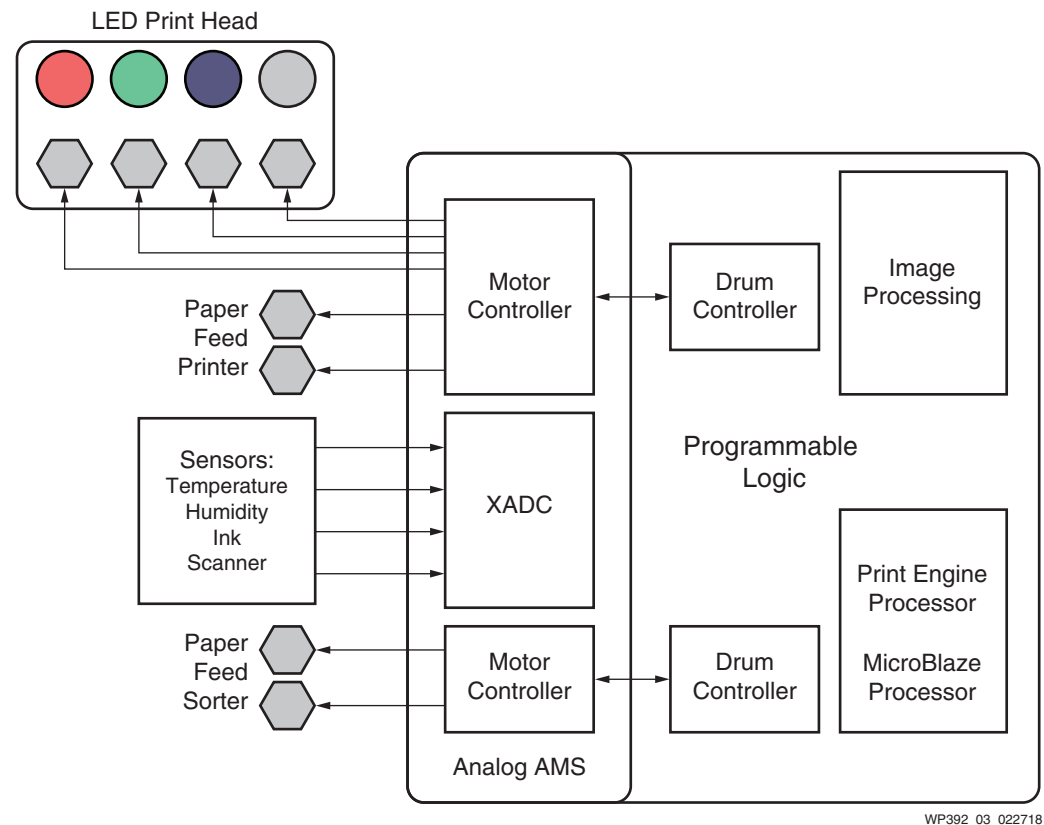 LED Print Head
Motor
Controller
Drum
Controller
Image
Processing
Paper
Feed
Printer
Programmable
Logic
Sensors:
Temperature
Humidity
Ink
Scanner
XADC
Print Engine
Processor
MicroBlaze
Processor
Paper
Feed
Sorter
Motor
Controller
Drum
Controller
Analog AMS
WP392_03_022718